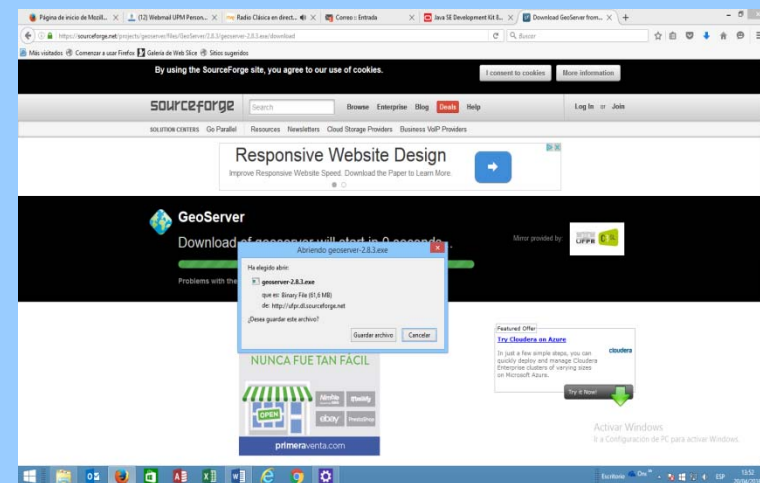 Página de inicio de Mozill...
(12) Webmail UPM Person...
Radio Clásica en direct...
Correo :: Entrada
Java SE Development Kit 8...
Download GeoServer from...
https://sourceforge.net/projects/geoserver/files/GeoServer/2.8.3/geoserver-2.8.3.exe/download
Buscar
Más visitados
Comenzar a usar Firefox
Galería de Web Slice
Sitios sugeridos
By using the SourceForge site, you agree to our use of cookies.
I consent to cookies
More information
sourceforge
Search
Browse
Enterprise
Blog
Deals
Help
Log In or Join
SOLUTION CENTERS
Go Parallel
Resources
Newsletters
Cloud Storage Providers
Business VoIP Providers
Responsive Website Design
Improve Responsive Website Speed. Download the Paper to Learn More.
GeoServer
Download of geoserver will start in 0 seconds...
Mirror provided by:
UFPR
Problems with the
Abriendo geoserver-2.8.3.exe
Ha elegido abrir:
geoserver-2.8.3.exe
que es: Binary File (61,6 MB)
de: http://ufpr.dl.sourceforge.net
¿Desea guardar este archivo?
Guardar archivo
Cancelar
NUNCA FUE TAN FÁCIL
OPEN
ebay
PrestaShop
primeraventa.com
Featured Offer
Try Cloudera on Azure
In just a few simple steps, you can
quickly deploy and manage Cloudera
Enterprise clusters of varying sizes
on Microsoft Azure.
cloudera
Try it Now!
Activar Windows
Ir a Configuración de PC para activar Windows.
Escritorio
ESP
13:52